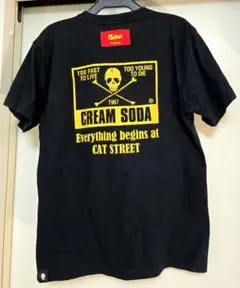 TOO FAST
TO LIVE
TOO YOUNG
TO DIE
1967
®
CREAM SODA
Everything begins at
CAT STREET